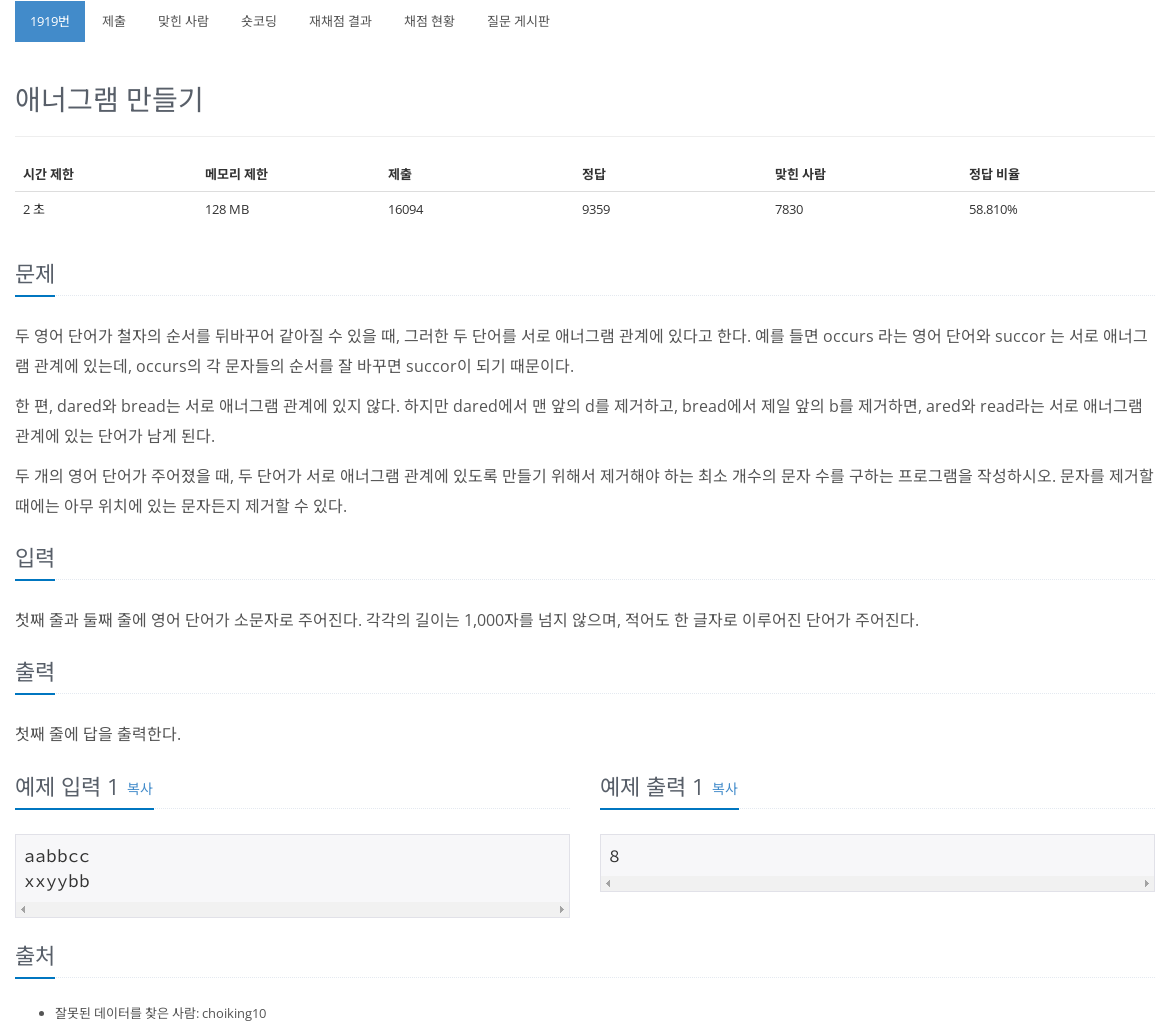 1919번 제출 맞힌 사람 숏코딩 재채점 결과 채점 현황 질문 게시판
애너그램 만들기
시간 제한 메모리 제한 제출 정답 맞힌 사람 정답 비율
2 초 128 MB 16094 9359 7830 58.810%
문제
두 영어 단어가 철자의 순서를 뒤바꾸어 같아질 수 있을 때, 그러한 두 단어를 서로 애너그램 관계에 있다고 한다. 예를 들면 occurs 라는 영어 단어와 succor 는 서로 애너그
램 관계에 있는데, occurs의 각 문자들의 순서를 잘 바꾸면 succor이 되기 때문이다.
한 편, dared와 bread는 서로 애너그램 관계에 있지 않다. 하지만 dared에서 맨 앞의 d를 제거하고, bread에서 제일 앞의 b를 제거하면, ared와 read라는 서로 애너그램
관계에 있는 단어가 남게 된다.
두 개의 영어 단어가 주어졌을 때, 두 단어가 서로 애너그램 관계에 있도록 만들기 위해서 제거해야 하는 최소 개수의 문자 수를 구하는 프로그램을 작성하시오. 문자를 제거할
때에는 아무 위치에 있는 문자든지 제거할 수 있다.
입력
첫째 줄과 둘째 줄에 영어 단어가 소문자로 주어진다. 각각의 길이는 1,000자를 넘지 않으며, 적어도 한 글자로 이루어진 단어가 주어진다.
출력
첫째 줄에 답을 출력한다.
예제 입력 1 복사
aabbcc
xxyybb
예제 출력 1 복사
8
출처
잘못된 데이터를 찾은 사람: choiking10